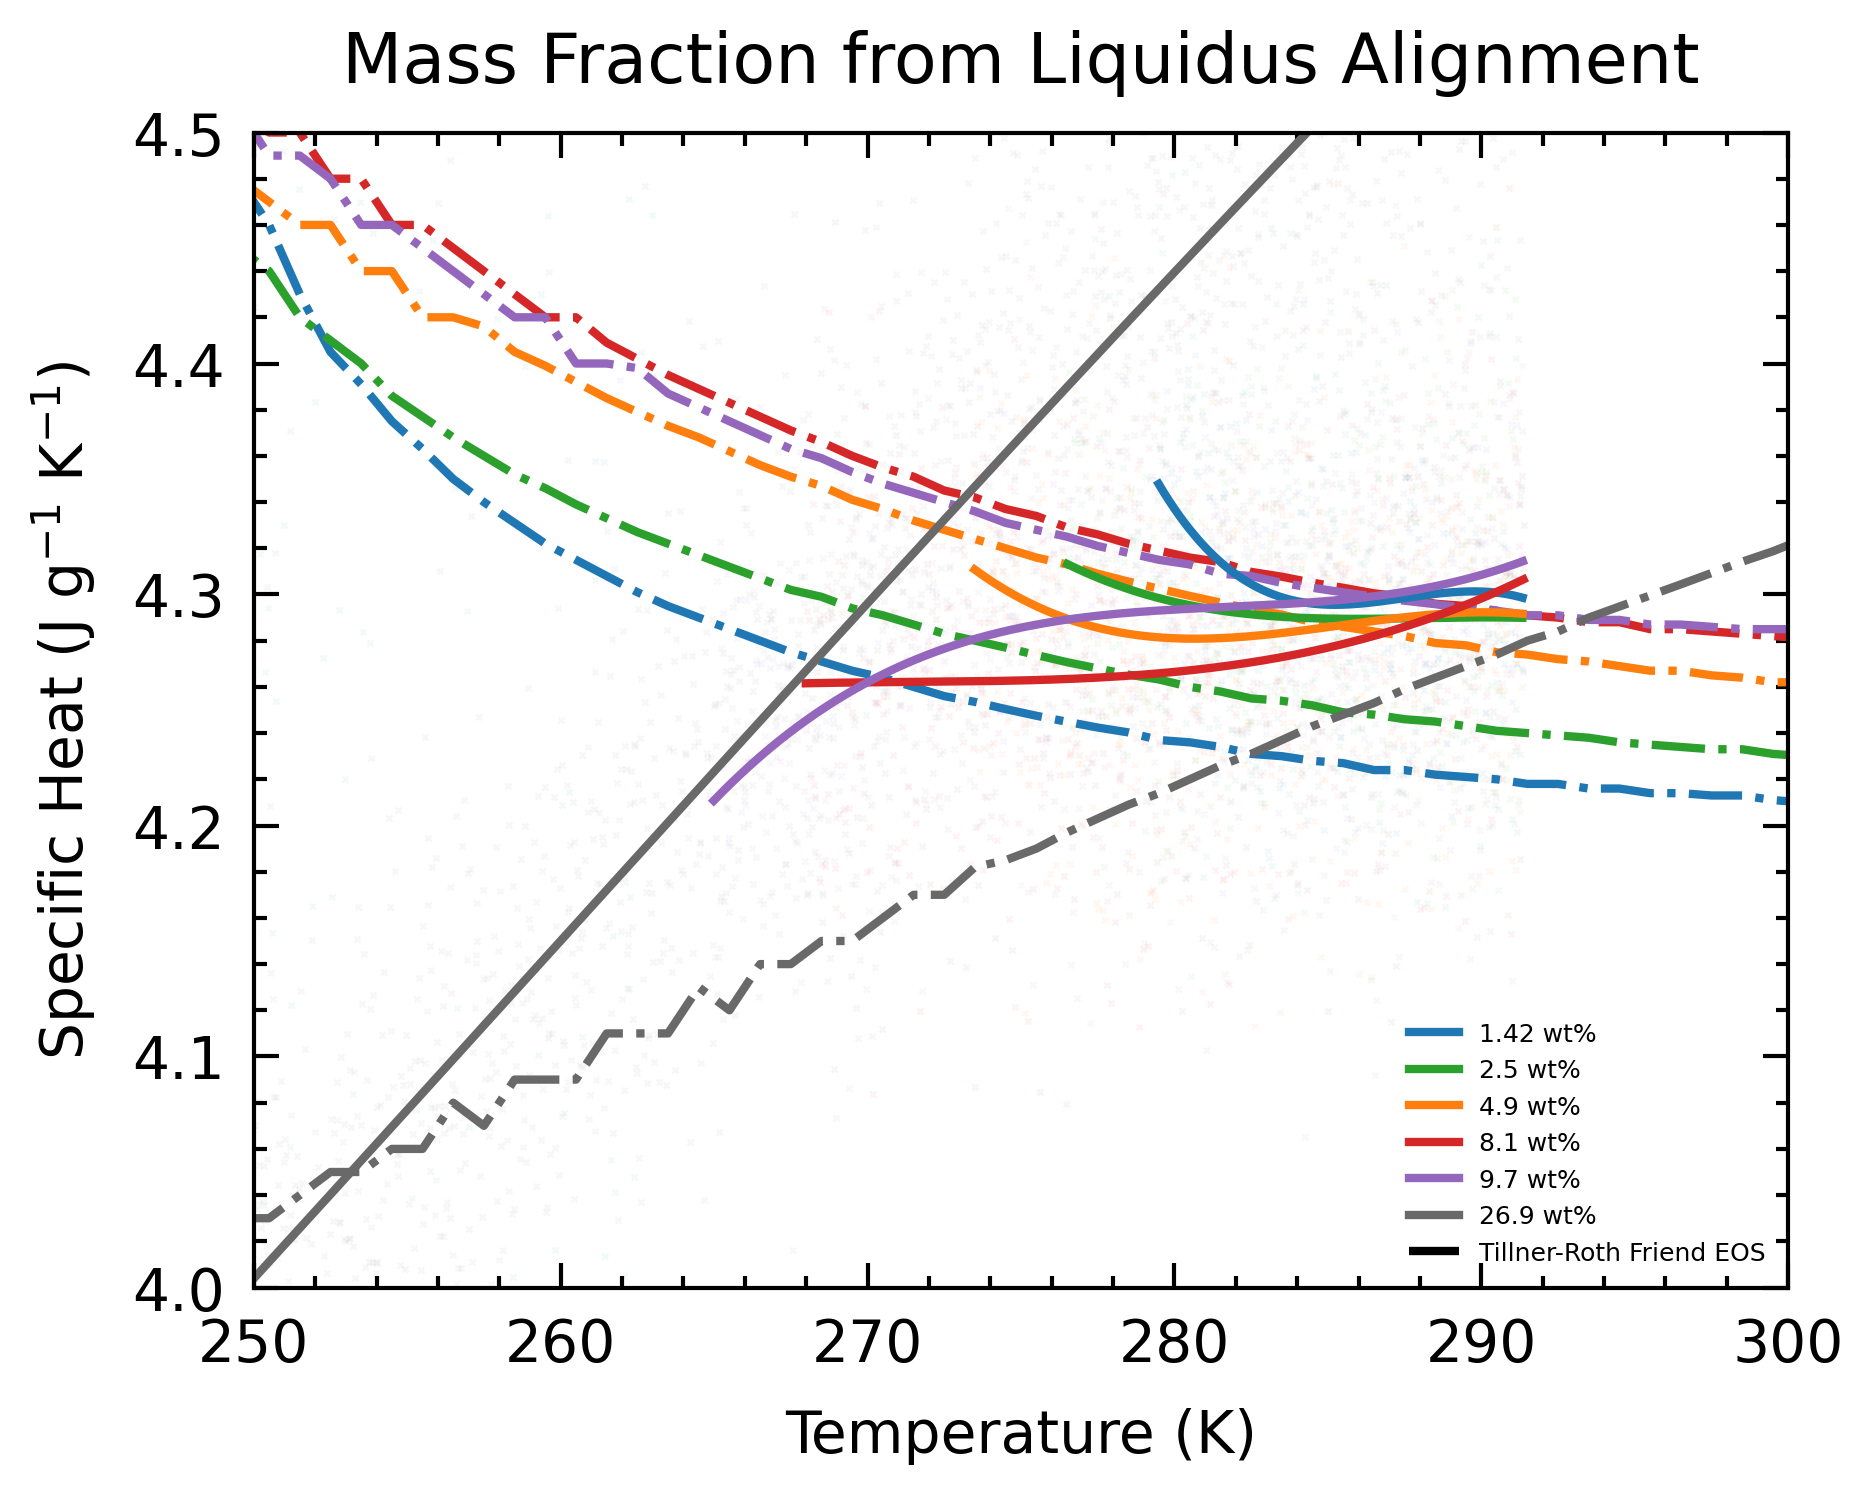 Mass Fraction from Liquidus Alignment
4.5
4.4
4.3
4.2
4.1
4.0
Specific Heat (J g⁻¹ K⁻¹)
1.42 wt%
2.5 wt%
4.9 wt%
8.1 wt%
9.7 wt%
26.9 wt%
Tillner-Roth Friend EOS
250 260 270 280 290 300
Temperature (K)